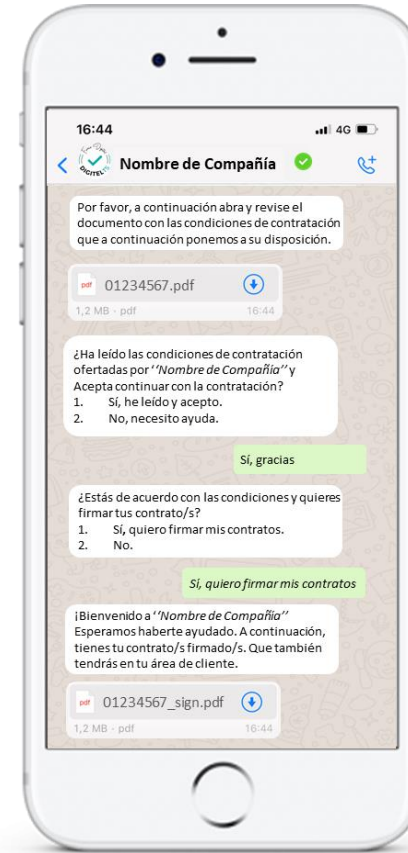 16:44
4G
DIGITEL TS
Nombre de Compañía
Por favor, a continuación abra y revise el
documento con las condiciones de contratación
que a continuación ponemos a su disposición.
pdf 01234567.pdf
1,2 MB · pdf 16:44
¿Ha leído las condiciones de contratación
ofertadas por ‘’Nombre de Compañía’’ y
Acepta continuar con la contratación?
1. Sí, he leído y acepto.
2. No, necesito ayuda.
Sí, gracias
¿Estás de acuerdo con las condiciones y quieres
firmar tus contrato/s?
1. Sí, quiero firmar mis contratos.
2. No.
Sí, quiero firmar mis contratos
¡Bienvenido a ‘’Nombre de Compañía’’
Esperamos haberte ayudado. A continuación,
tienes tu contrato/s firmado/s. Que también
tendrás en tu área de cliente.
pdf 01234567_sign.pdf
1,2 MB · pdf 16:44